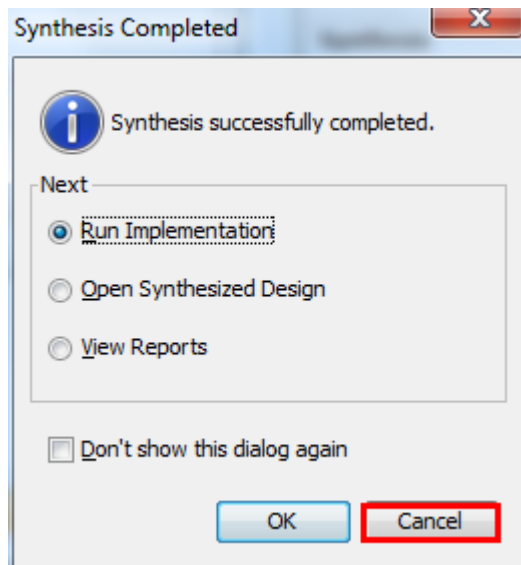 Synthesis Completed
X
Synthesis successfully completed.
Next
Run Implementation
Open Synthesized Design
View Reports
Don't show this dialog again
OK Cancel